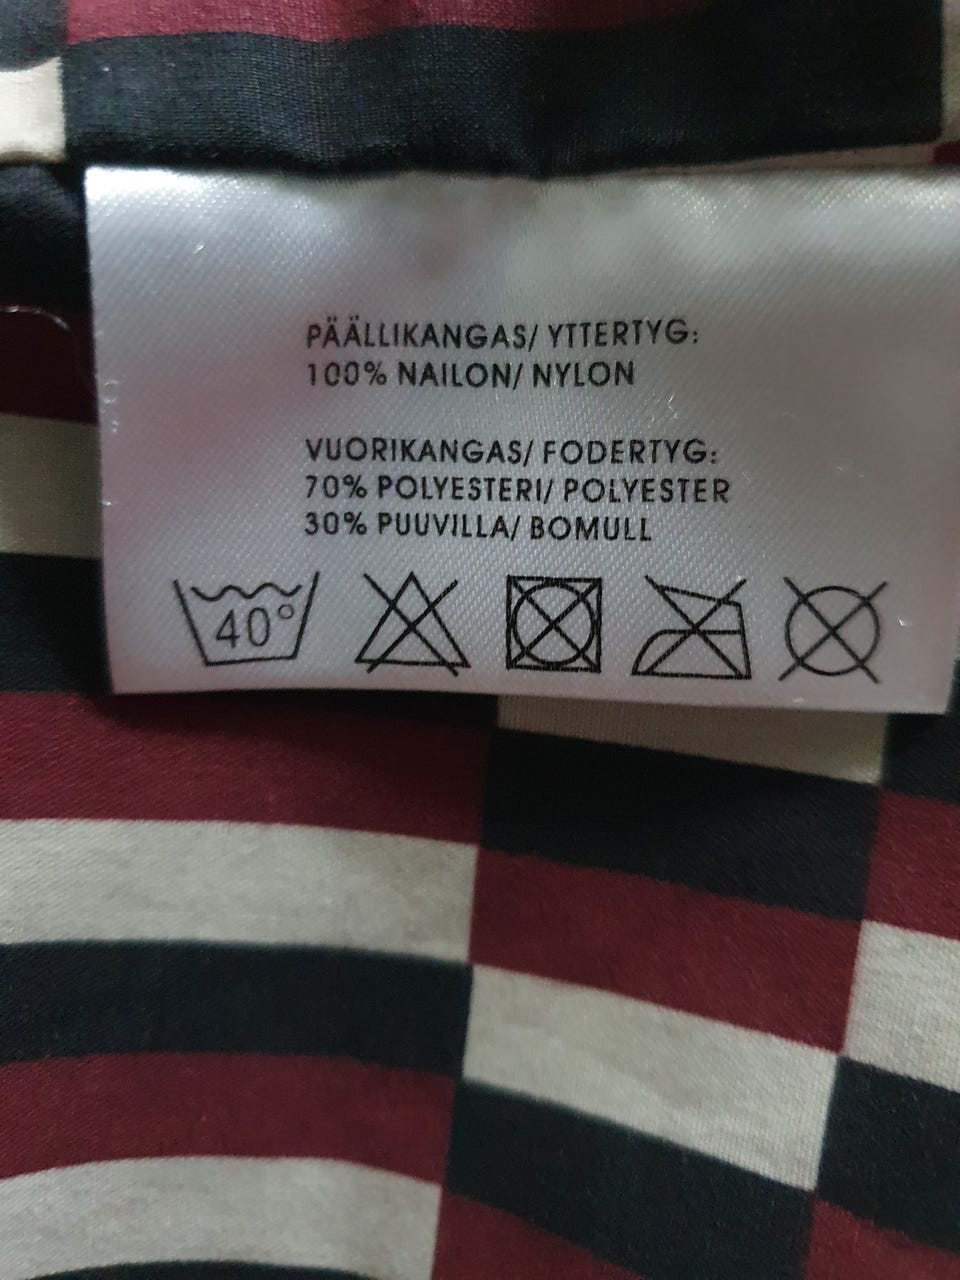 PÄÄLLIKANGAS/ YTTERTYG:
100% NAILON/ NYLON
VUORIKANGAS/ FODERTYG:
70% POLYESTERI/ POLYESTER
30% PUUVILLA/ BOMULL
40°